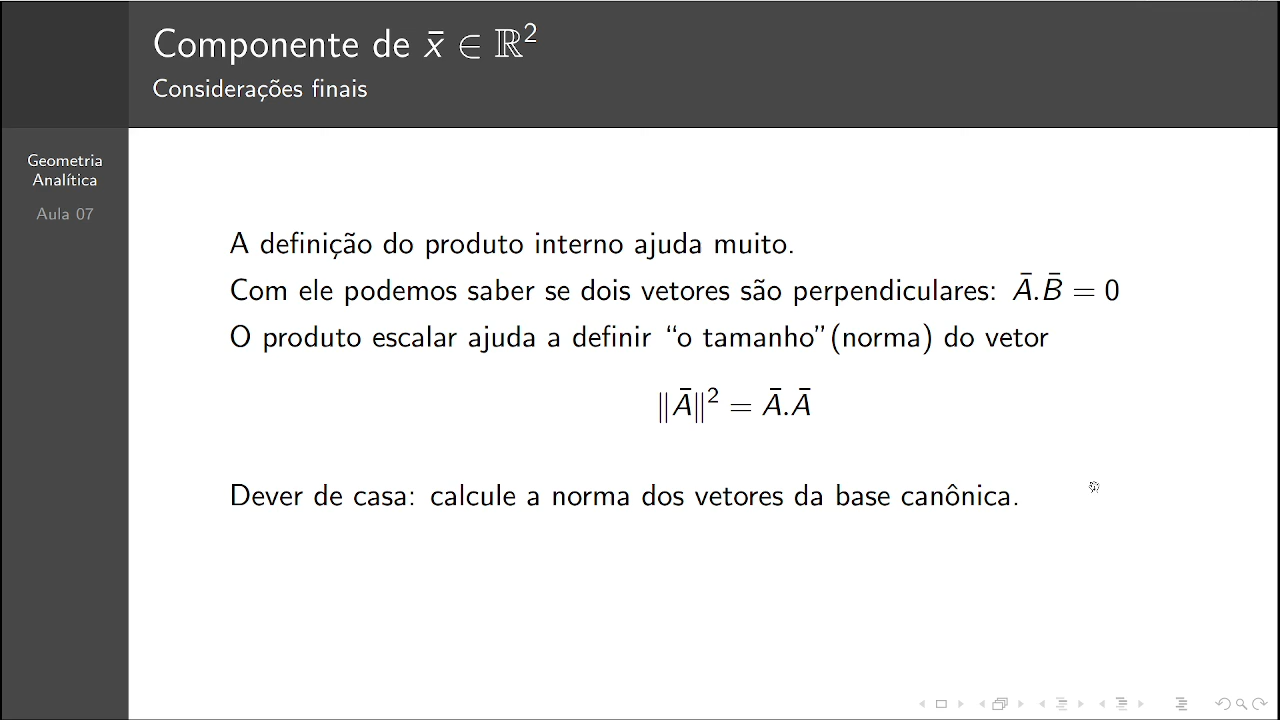 Componente de x̄ ∈ ℝ²
Considerações finais
Geometria
Analítica
Aula 07
A definição do produto interno ajuda muito.
Com ele podemos saber se dois vetores são perpendiculares: Ā.B̄ = 0
O produto escalar ajuda a definir “o tamanho”(norma) do vetor
‖Ā‖² = Ā.Ā
Dever de casa: calcule a norma dos vetores da base canônica.